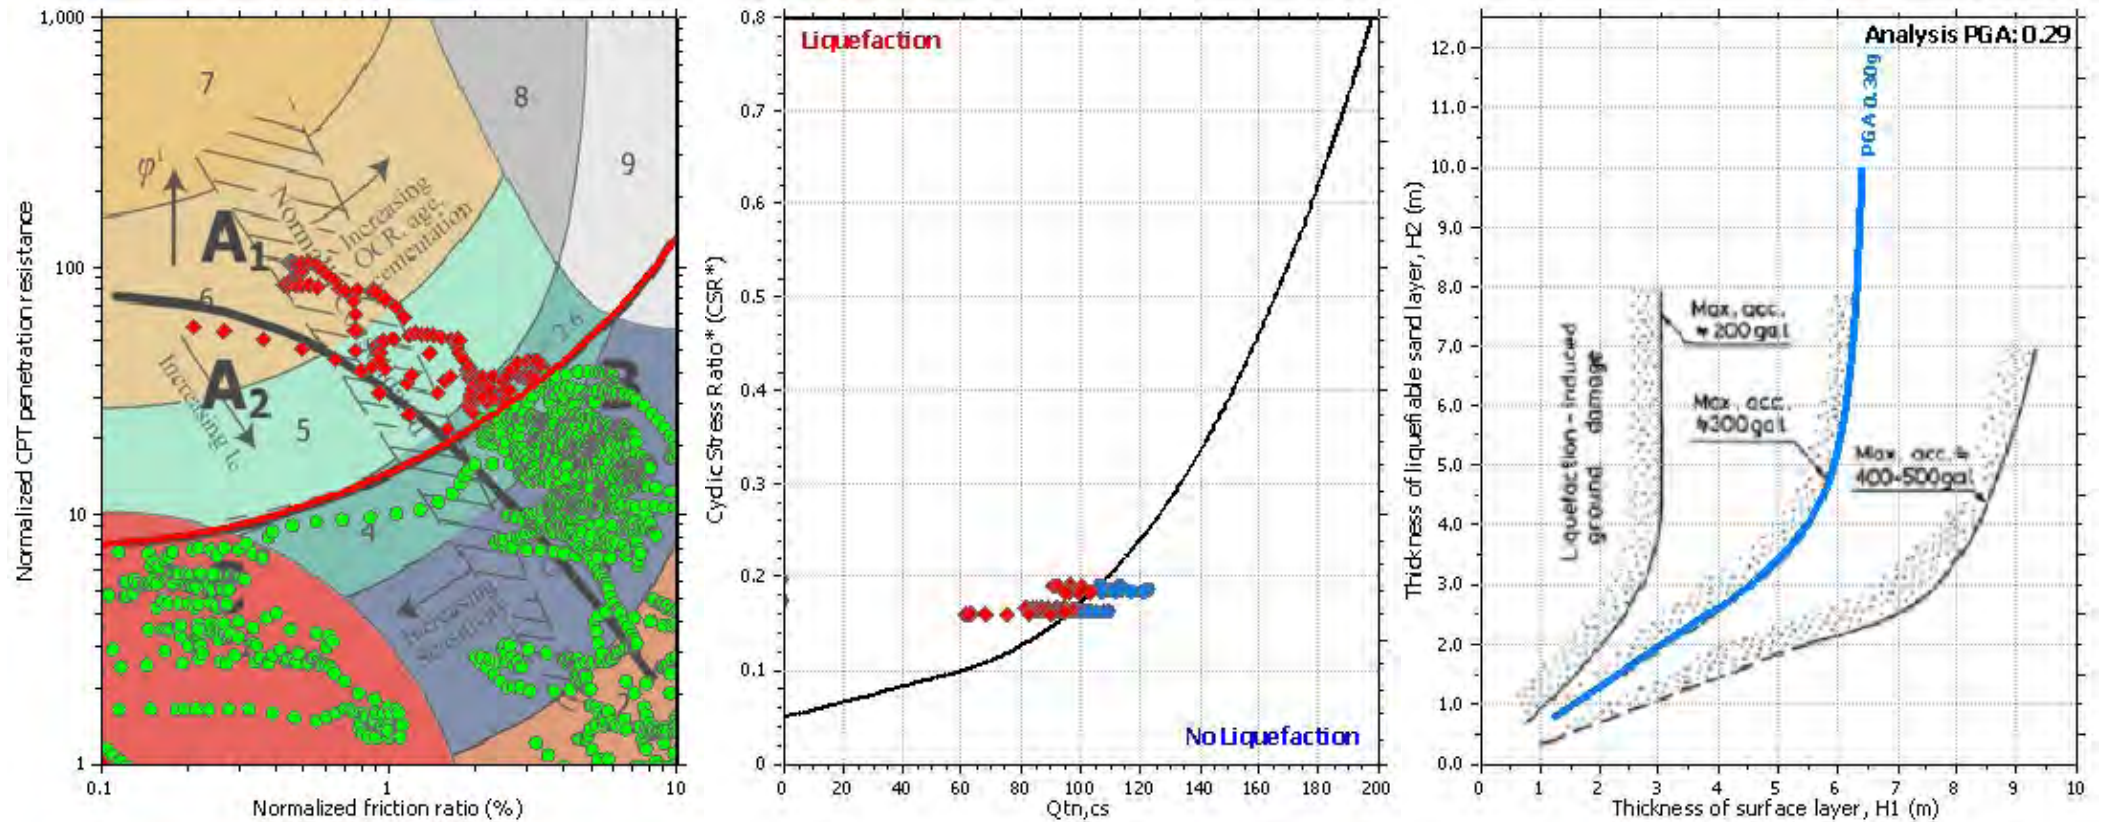 1,000
100
10
1
0.1
1
10
Normalized CPT penetration resistance
Normalized friction ratio (%)
7
8
9
φ'
A1
Increasing
OCR, age,
cementation
6
A2
Increasing Ic
5
2.6
4
Increasing
sensitivity
Liquefaction
No Liquefaction
0.8
0.7
0.6
0.5
0.4
0.3
0.2
0.1
0
0
20
40
60
80
100
120
140
160
180
200
Cyclic Stress Ratio* (CSR*)
Qtn,cs
Analysis PGA: 0.29
PGA 0.30g
12.0
11.0
10.0
9.0
8.0
7.0
6.0
5.0
4.0
3.0
2.0
1.0
0.0
0
1
2
3
4
5
6
7
8
9
10
Thickness of liquefiable sand layer, H2 (m)
Thickness of surface layer, H1 (m)
Liquefaction - induced
ground damage
Max. acc.
≒ 200 gal
Max. acc.
≒300 gal
Max. acc. ≒
400-500gal